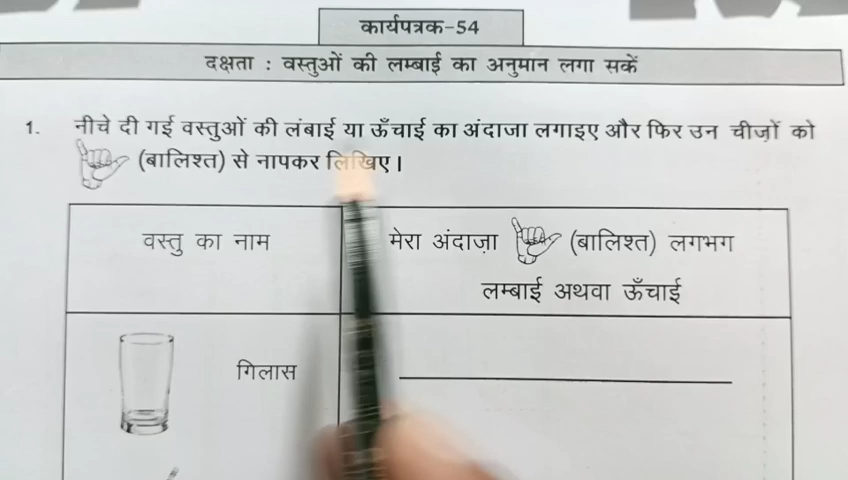 कार्यपत्रक-54
दक्षता : वस्तुओं की लम्बाई का अनुमान लगा सकें
1. नीचे दी गई वस्तुओं की लंबाई या ऊँचाई का अंदाजा लगाइए और फिर उन चीज़ों को
(बालिश्त) से नापकर लिखिए।
वस्तु का नाम
मेरा अंदाज़ा (बालिश्त) लगभग
लम्बाई अथवा ऊँचाई
गिलास